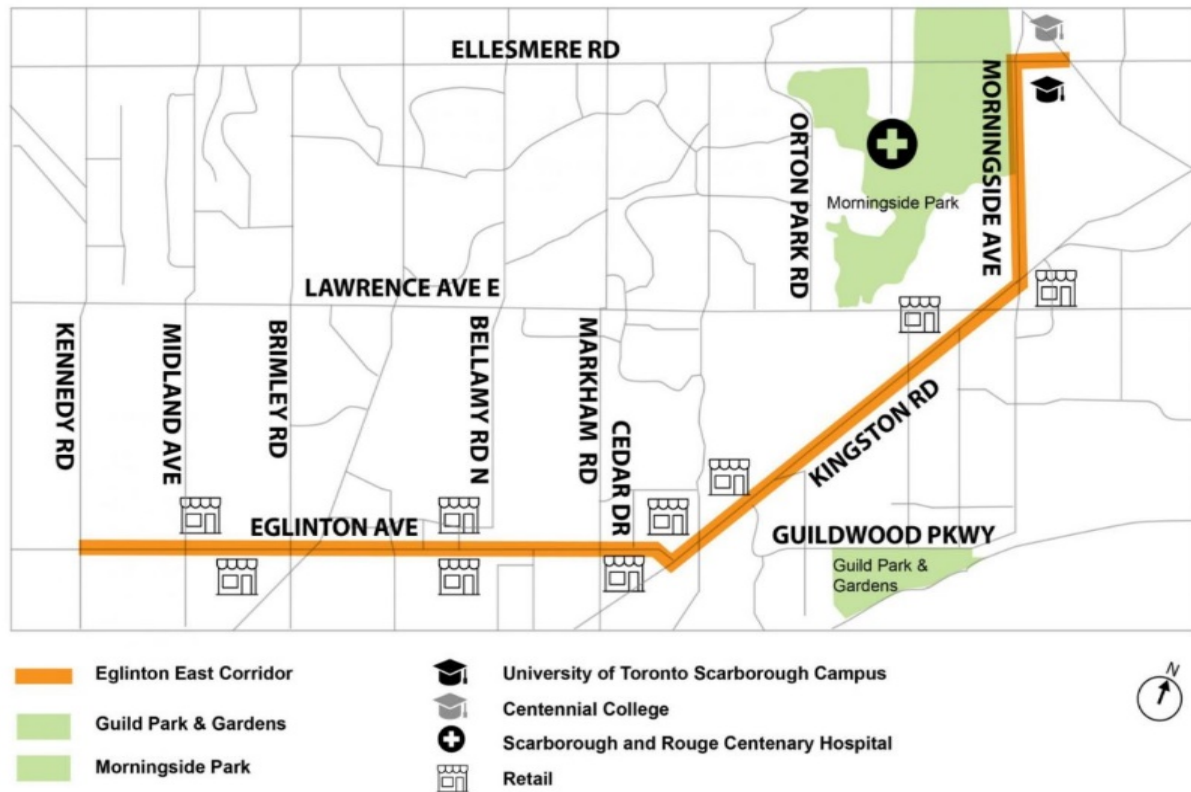 ELLESMERE RD
MORNINGSIDE AVE
ORTON PARK RD
Morningside Park
LAWRENCE AVE E
KENNEDY RD
MIDLAND AVE
BRIMLEY RD
BELLAMY RD N
MARKHAM RD
CEDAR DR
KINGSTON RD
EGLINTON AVE
GUILDWOOD PKWY
Guild Park &
Gardens
Eglinton East Corridor
Guild Park & Gardens
Morningside Park
University of Toronto Scarborough Campus
Centennial College
Scarborough and Rouge Centenary Hospital
Retail
N